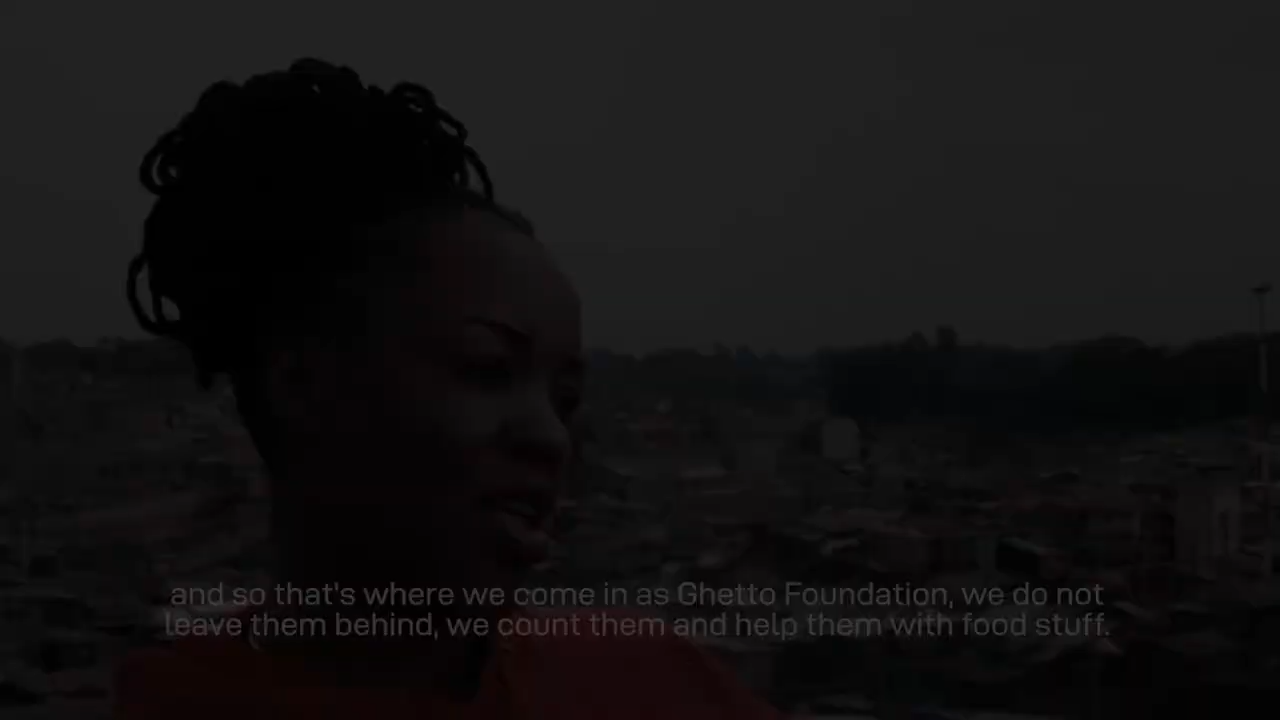 and so that's where we come in as Ghetto Foundation, we do not
leave them behind, we count them and help them with food stuff.